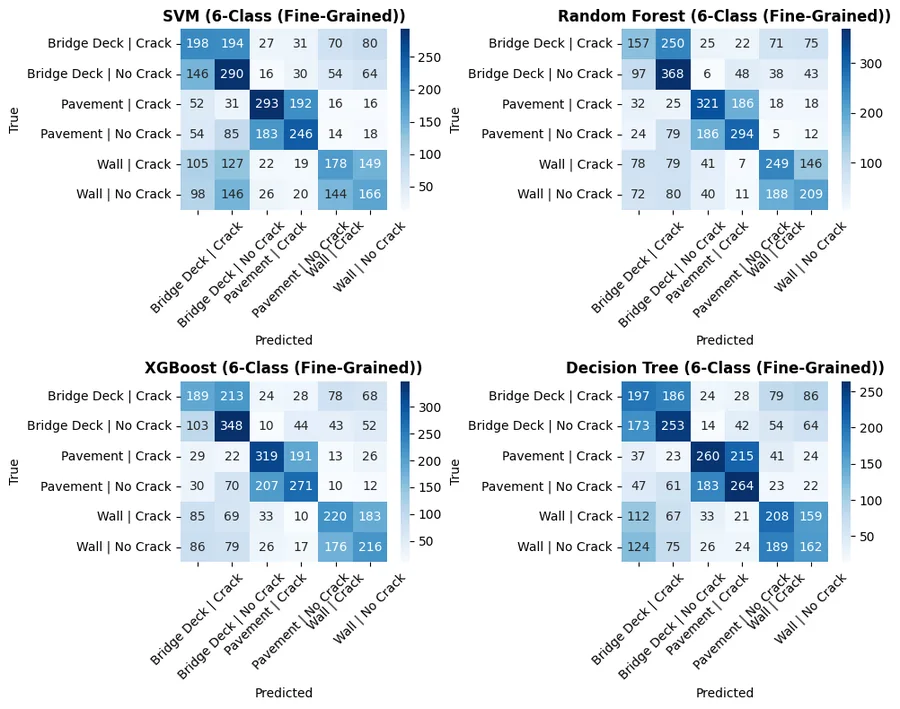 SVM (6-Class (Fine-Grained))
True
Bridge Deck | Crack 198 194 27 31 70 80
Bridge Deck | No Crack 146 290 16 30 54 64
Pavement | Crack 52 31 293 192 16 16
Pavement | No Crack 54 85 183 246 14 18
Wall | Crack 105 127 22 19 178 149
Wall | No Crack 98 146 26 20 144 166
Bridge Deck | Crack
Bridge Deck | No Crack
Pavement | Crack
Pavement | No Crack
Wall | Crack
Wall | No Crack
Predicted
250
200
150
100
50
Random Forest (6-Class (Fine-Grained))
True
Bridge Deck | Crack 157 250 25 22 71 75
Bridge Deck | No Crack 97 368 6 48 38 43
Pavement | Crack 32 25 321 186 18 18
Pavement | No Crack 24 79 186 294 5 12
Wall | Crack 78 79 41 7 249 146
Wall | No Crack 72 80 40 11 188 209
Bridge Deck | Crack
Bridge Deck | No Crack
Pavement | Crack
Pavement | No Crack
Wall | Crack
Wall | No Crack
Predicted
300
200
100
XGBoost (6-Class (Fine-Grained))
True
Bridge Deck | Crack 189 213 24 28 78 68
Bridge Deck | No Crack 103 348 10 44 43 52
Pavement | Crack 29 22 319 191 13 26
Pavement | No Crack 30 70 207 271 10 12
Wall | Crack 85 69 33 10 220 183
Wall | No Crack 86 79 26 17 176 216
Bridge Deck | Crack
Bridge Deck | No Crack
Pavement | Crack
Pavement | No Crack
Wall | Crack
Wall | No Crack
Predicted
300
250
200
150
100
50
Decision Tree (6-Class (Fine-Grained))
True
Bridge Deck | Crack 197 186 24 28 79 86
Bridge Deck | No Crack 173 253 14 42 54 64
Pavement | Crack 37 23 260 215 41 24
Pavement | No Crack 47 61 183 264 23 22
Wall | Crack 112 67 33 21 208 159
Wall | No Crack 124 75 26 24 189 162
Bridge Deck | Crack
Bridge Deck | No Crack
Pavement | Crack
Pavement | No Crack
Wall | Crack
Wall | No Crack
Predicted
250
200
150
100
50